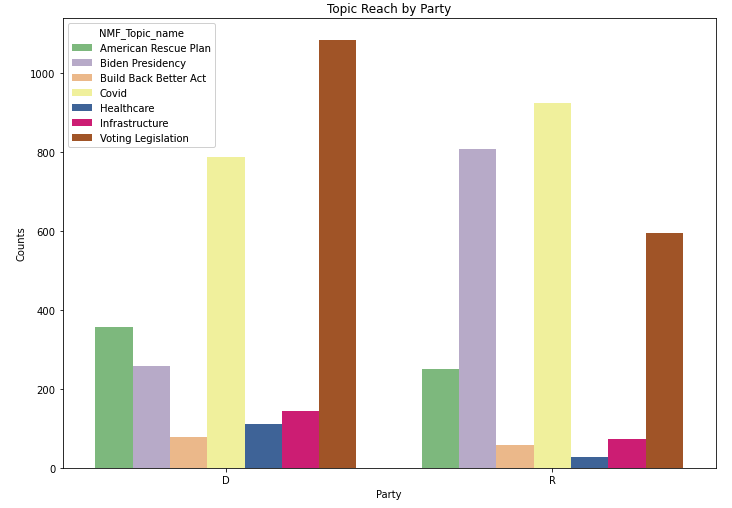 Topic Reach by Party
NMF_Topic_name
American Rescue Plan
Biden Presidency
Build Back Better Act
Covid
Healthcare
Infrastructure
Voting Legislation
Counts
1000
800
600
400
200
0
D
R
Party